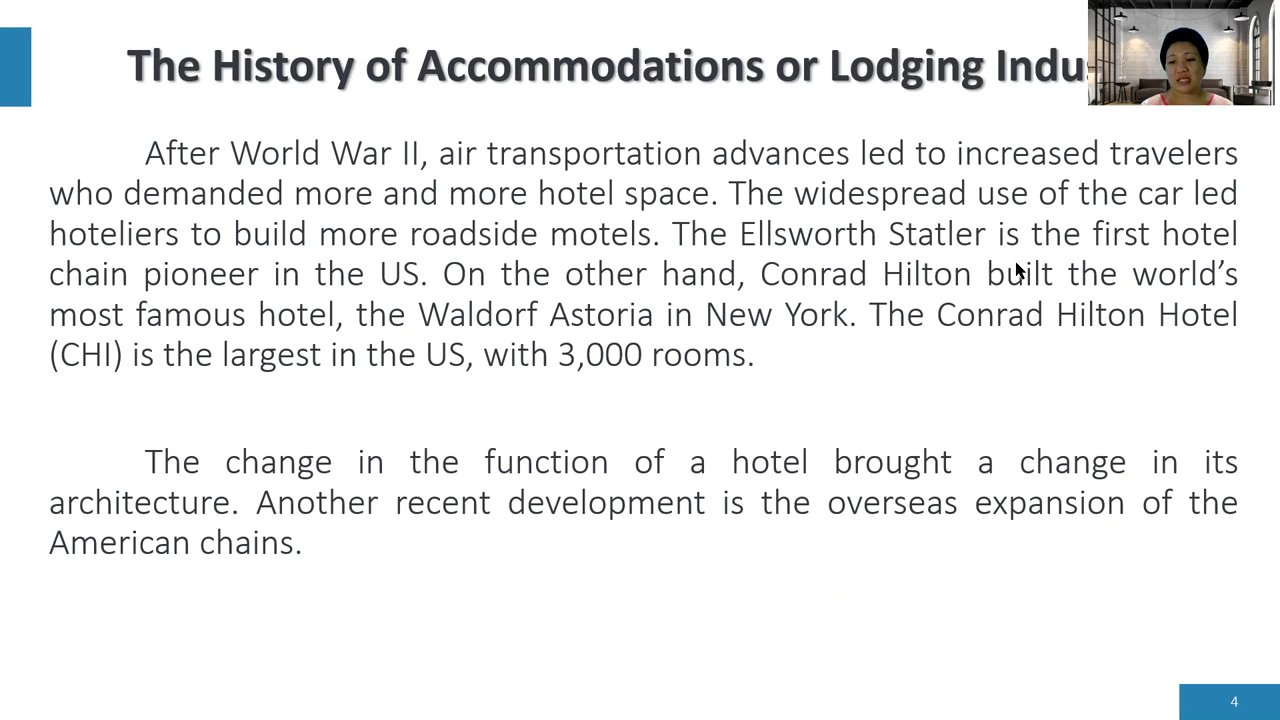 The History of Accommodations or Lodging Indu
After World War II, air transportation advances led to increased travelers
who demanded more and more hotel space. The widespread use of the car led
hoteliers to build more roadside motels. The Ellsworth Statler is the first hotel
chain pioneer in the US. On the other hand, Conrad Hilton built the world’s
most famous hotel, the Waldorf Astoria in New York. The Conrad Hilton Hotel
(CHI) is the largest in the US, with 3,000 rooms.
The change in the function of a hotel brought a change in its
architecture. Another recent development is the overseas expansion of the
American chains.
4